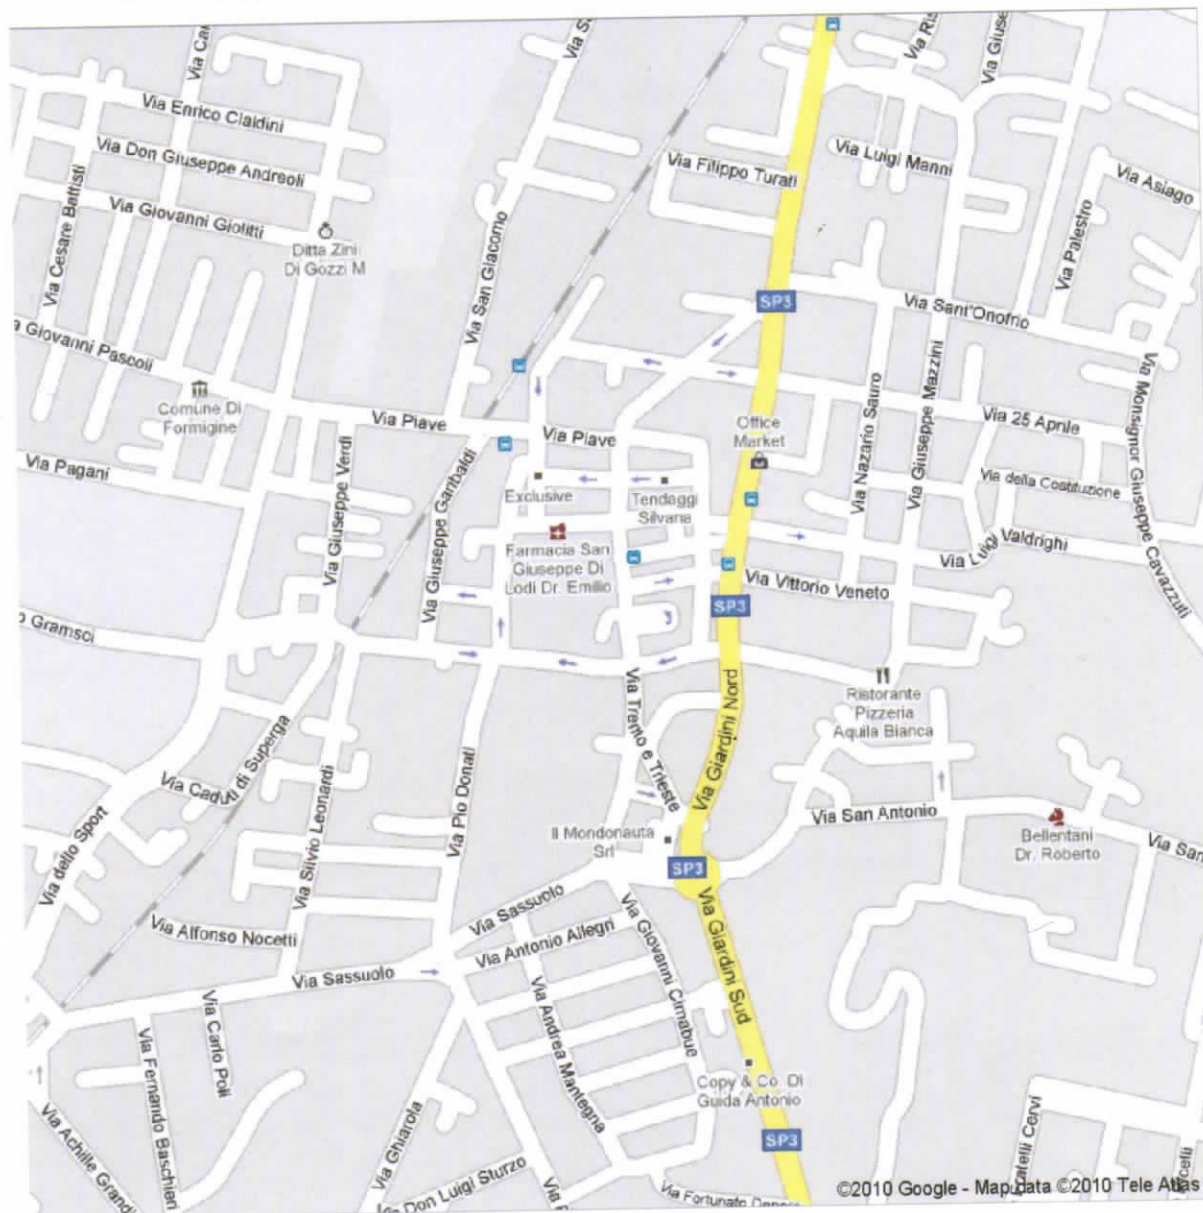 Via Enrico Cialdini
Via Don Giuseppe Andreoli
Via Giovanni Giolitti
Via Cesare Battisti
Ditta Zini
Di Gozzi M
Via San Giacomo
Via Filippo Turati
Via Luigi Manni
Via Asiago
Via Palestro
SP3
Via Sant'Onofrio
Giovanni Pascoli
Comune Di
Formigine
Via Piave
Via Piave
Office
Market
Via Nazario Sauro
Via Giuseppe Mazzini
Via 25 Aprile
Via Monsignor Giuseppe Cavazzuti
Via Pagani
Via Giuseppe Verdi
Via Giuseppe Garibaldi
Exclusive
Tendaggi
Silvana
Via della Costituzione
Farmacia San
Giuseppe Di
Lodi Dr. Emilio
Via Luigi Valdrighi
Via Vittorio Veneto
SP3
o Gramsci
Via Trento e Trieste
Via Giardini Nord
Ristorante
Pizzeria
Aquila Bianca
Via Caduti di Superga
Via dello Sport
Via Silvio Leonardi
Via Pio Donati
Il Mondonauta
Srl
Via San Antonio
Bellentani
Dr. Roberto
Via San
SP3
Via Sassuolo
Via Alfonso Nocetti
Via Antonio Allegri
Via Giovanni Cimabue
Via Giardini Sud
Via Sassuolo
Via Carlo Poli
Via Andrea Mantegna
Via Fernando Baschieri
Copy & Co. Di
Guida Antonio
Via Achille Grandi
Via Ghiarola
Via Don Luigi Sturzo
SP3
Fratelli Cervi
Via Fortunato
©2010 Google - Map data ©2010 Tele Atlas